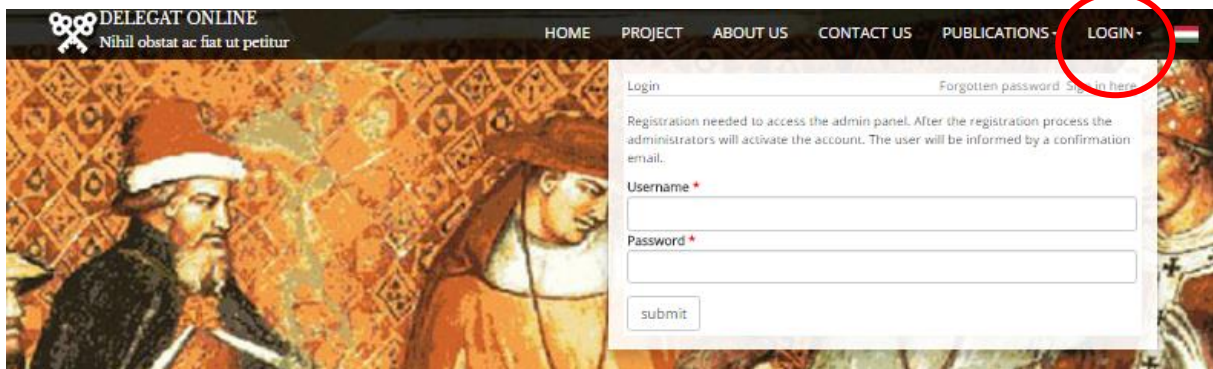 DELEGAT ONLINE
Nihil obstat ac fiat ut petitur
HOME PROJECT ABOUT US CONTACT US PUBLICATIONS LOGIN
Login Forgotten password Sign in here
Registration needed to access the admin panel. After the registration process the
administrators will activate the account. The user will be informed by a confirmation
email.
Username *
Password *
submit